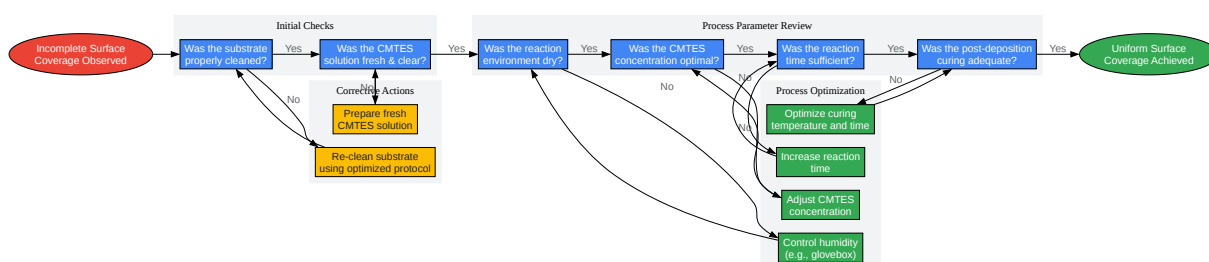 Initial Checks
Process Parameter Review
Incomplete Surface
Coverage Observed
Was the substrate
properly cleaned?
Yes
Was the CMTES
solution fresh & clear?
Yes
Was the reaction
environment dry?
Yes
Was the CMTES
concentration optimal?
Yes
Was the reaction
time sufficient?
Yes
Was the post-deposition
curing adequate?
Yes
Uniform Surface
Coverage Achieved
No
No
No
No
No
No
Corrective Actions
Process Optimization
Prepare fresh
CMTES solution
Re-clean substrate
using optimized protocol
Optimize curing
temperature and time
Increase reaction
time
Adjust CMTES
concentration
Control humidity
(e.g., glovebox)